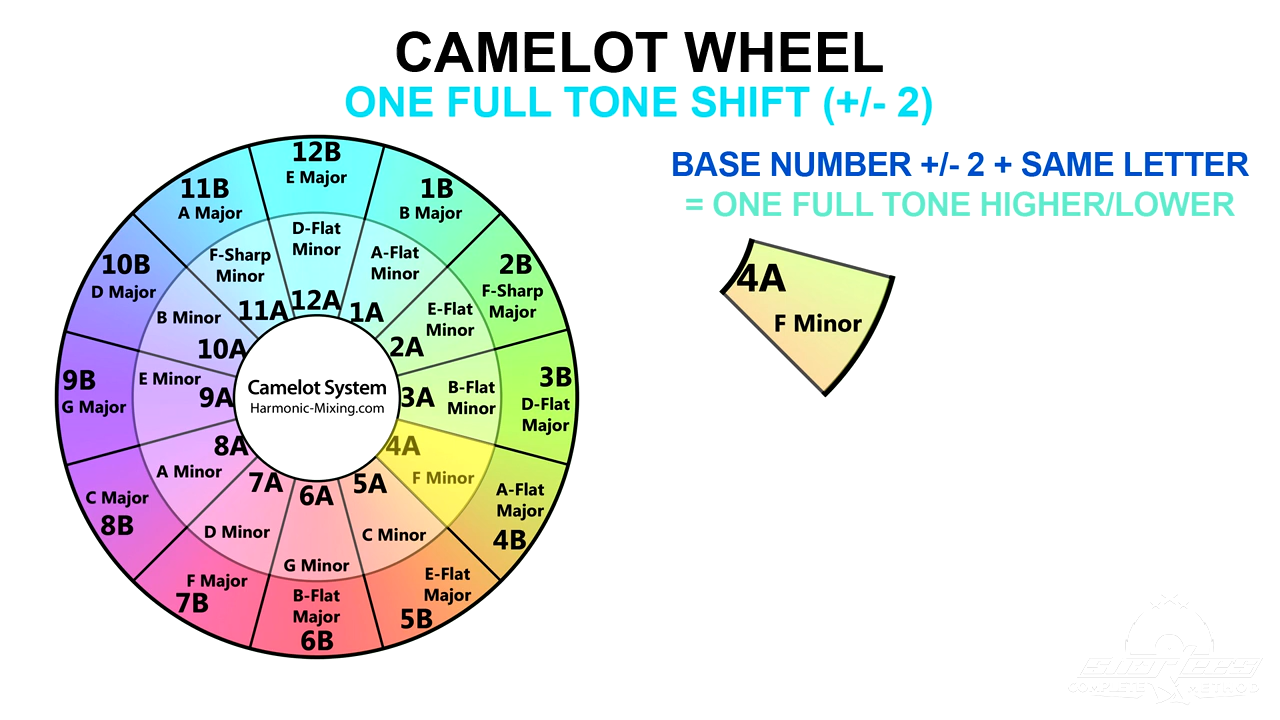 CAMELOT WHEEL
ONE FULL TONE SHIFT (+/- 2)
BASE NUMBER +/- 2 + SAME LETTER
= ONE FULL TONE HIGHER/LOWER
4A
F Minor
12B
E Major
1B
B Major
2B
F-Sharp
Major
3B
D-Flat
Major
A-Flat
Major
4B
E-Flat
Major
5B
B-Flat
Major
6B
F Major
7B
C Major
8B
9B
G Major
10B
D Major
11B
A Major
D-Flat
Minor
12A
A-Flat
Minor
1A
E-Flat
Minor
2A
3A
B-Flat
Minor
4A
F Minor
5A
C Minor
6A
G Minor
7A
D Minor
8A
A Minor
E Minor
9A
B Minor
10A
F-Sharp
Minor
11A
Camelot System
Harmonic-Mixing.com
COMPLETE METHOD